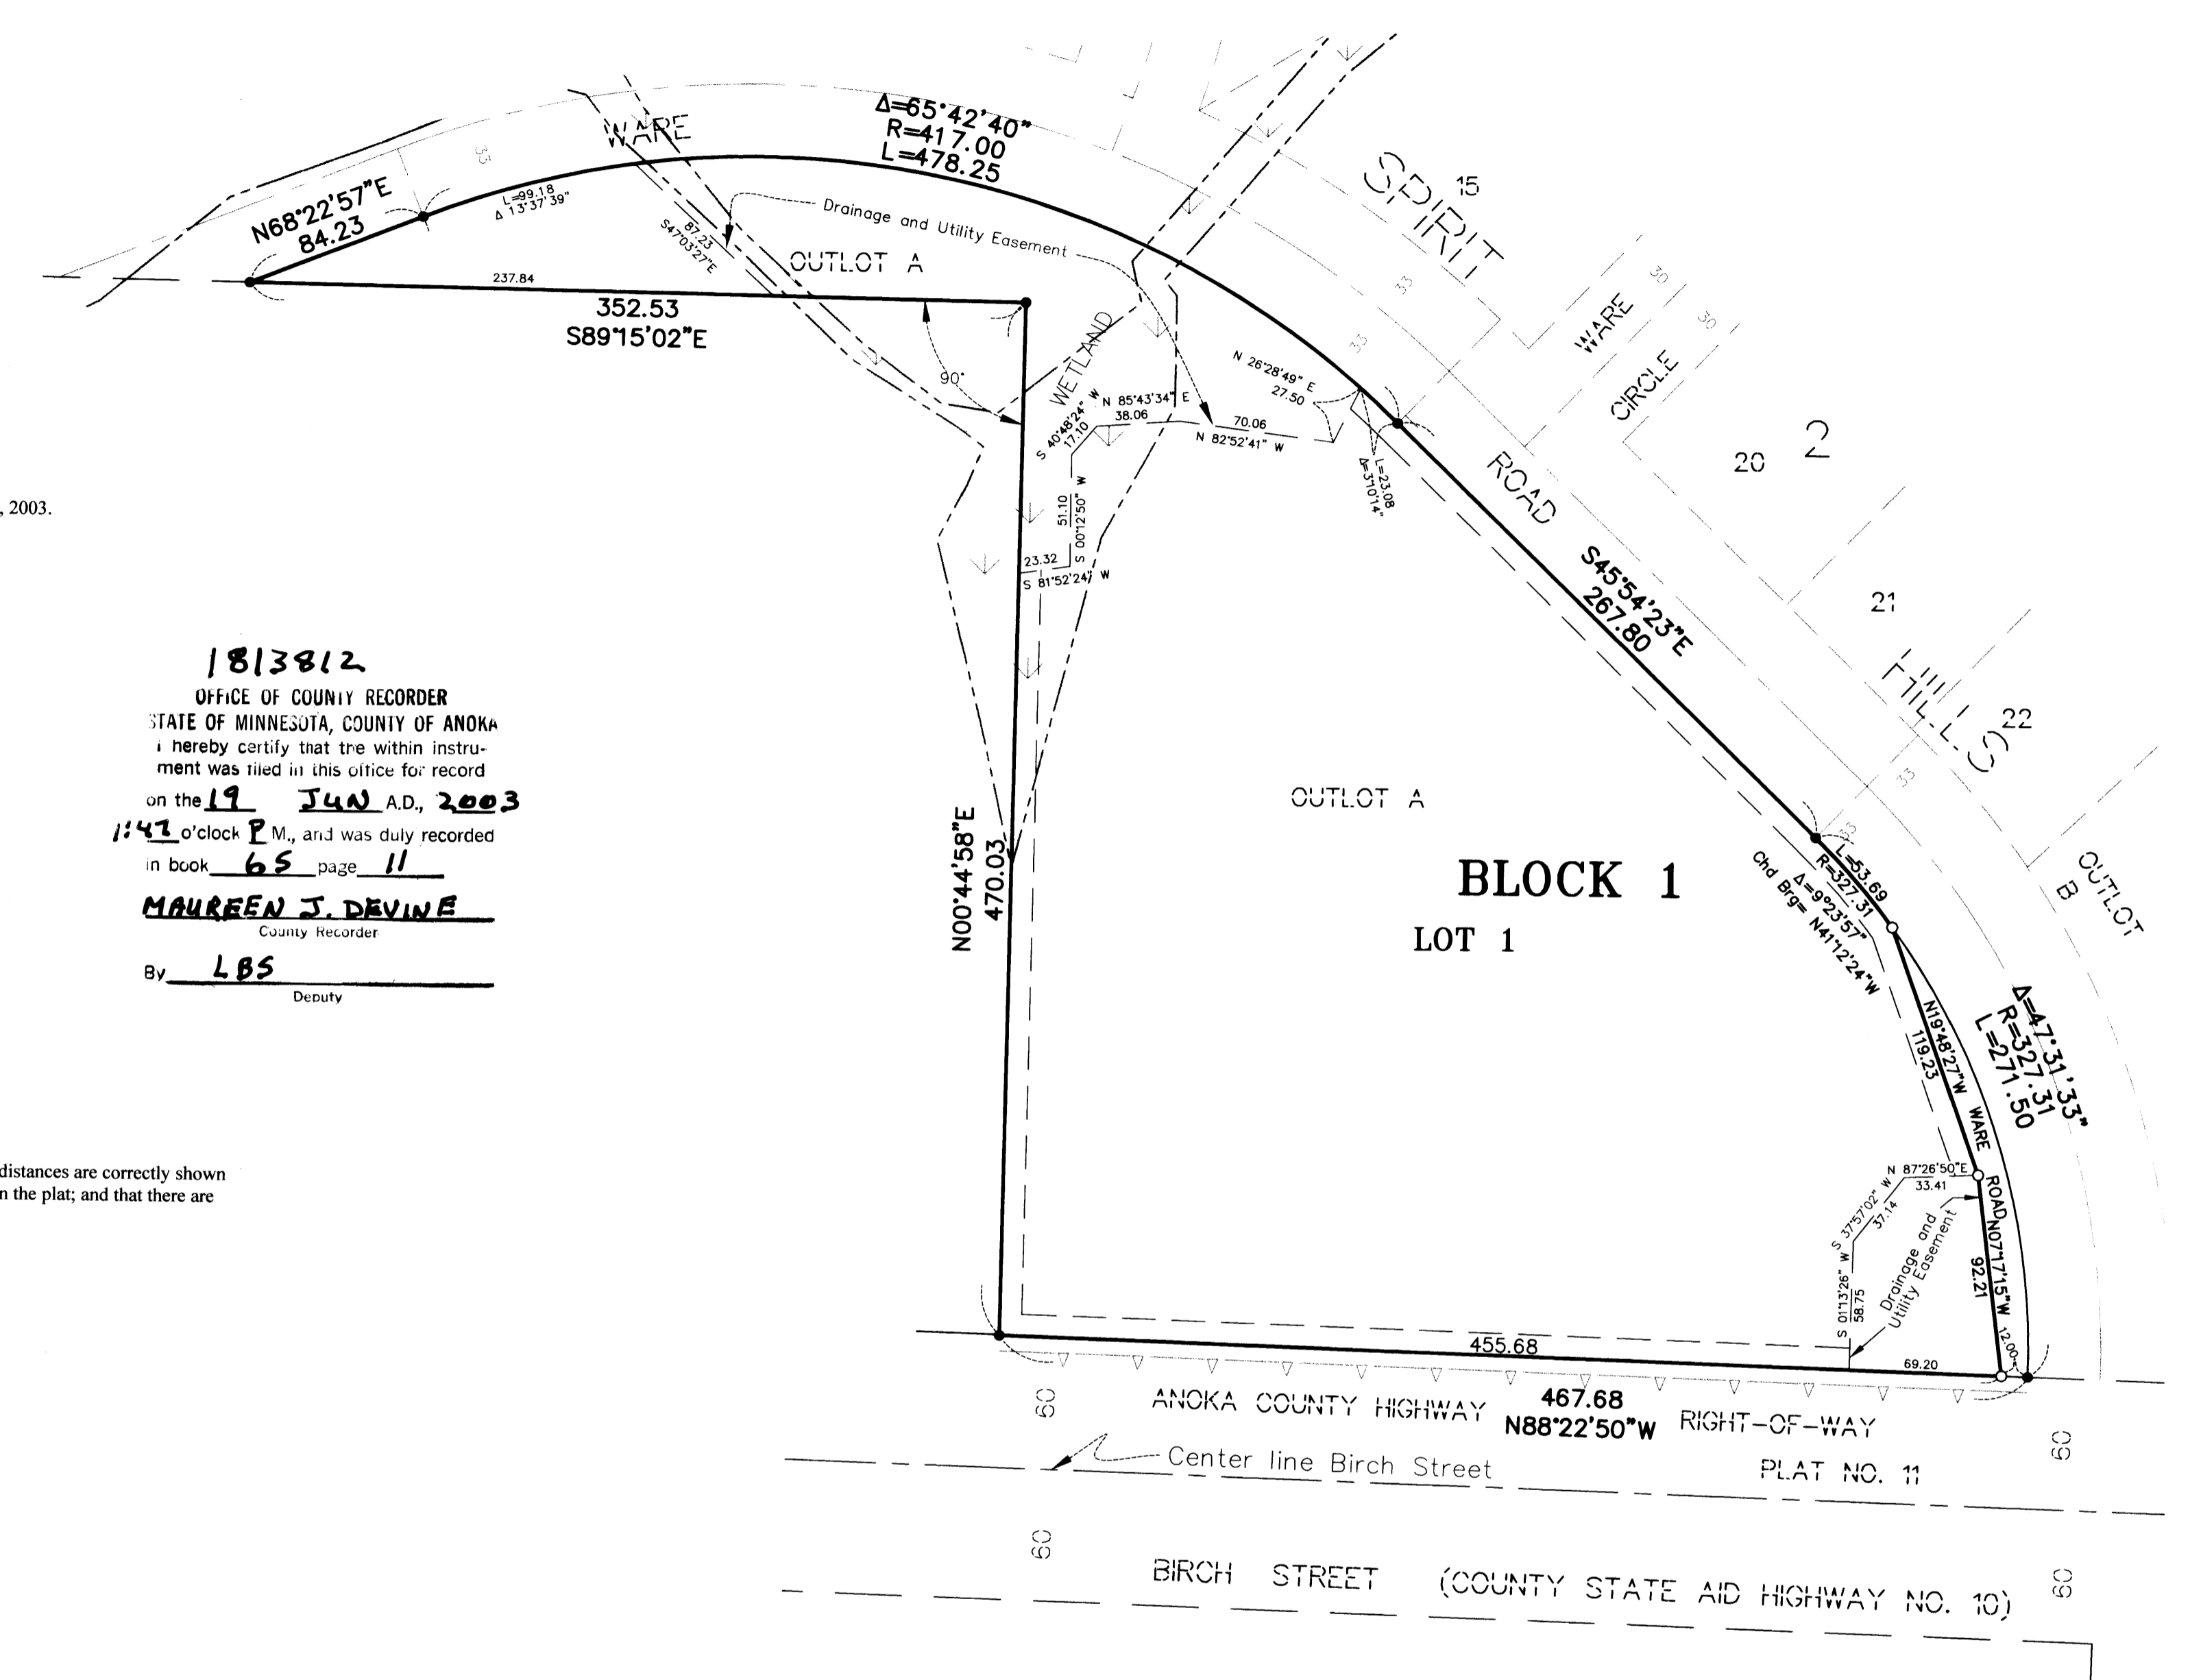 Δ=65°42'40"
R=417.00
L=478.25
WARE
33
N68°22'57"E
84.23
L=99.18
Δ 13°37'39"
87.23
S47°03'27"E
Drainage and Utility Easement
OUTLOT A
237.84
352.53
S89°15'02"E
90°
WETLAND
SPIRIT
15
33
33
30
30
WARE
CIRCLE
N 26°28'49" E
27.50
N 85°43'34" E
38.06
70.06
N 82°52'41" W
S 40°48'24" W
17.10
L=23.08
Δ=3°10'14"
51.10
S 00°12'50" W
23.32
S 81°52'24" W
2
20
ROAD
S45°54'23"E
267.80
21
HILLS
22
33
33
, 2003.
1813812
OFFICE OF COUNTY RECORDER
STATE OF MINNESOTA, COUNTY OF ANOKA
I hereby certify that the within instru-
ment was filed in this office for record
on the 19 JUN A.D., 2003
1:47 o'clock P M., and was duly recorded
in book 65 page 11
MAUREEN J. DEVINE
County Recorder
By LBS
Deputy
N00°44'58"E
470.03
OUTLOT A
BLOCK 1
LOT 1
L=53.69
R=327.31
Δ=9°23'57"
Chd Brg= N41°12'24"W
OUTLOT
B
Δ=47°31'33"
R=327.31
L=271.50
N19°48'27"W
119.23
WARE
ROAD
N07°17'15"W
92.21
12.00
N 87°26'50"E
33.41
S 37°57'02" W
37.14
S 01°13'26" W
58.75
Drainage and
Utility Easement
distances are correctly shown
n the plat; and that there are
455.68
69.20
60
ANOKA COUNTY HIGHWAY
467.68
N88°22'50"W
RIGHT-OF-WAY
PLAT NO. 11
60
Center line Birch Street
60
BIRCH STREET (COUNTY STATE AID HIGHWAY NO. 10)
60